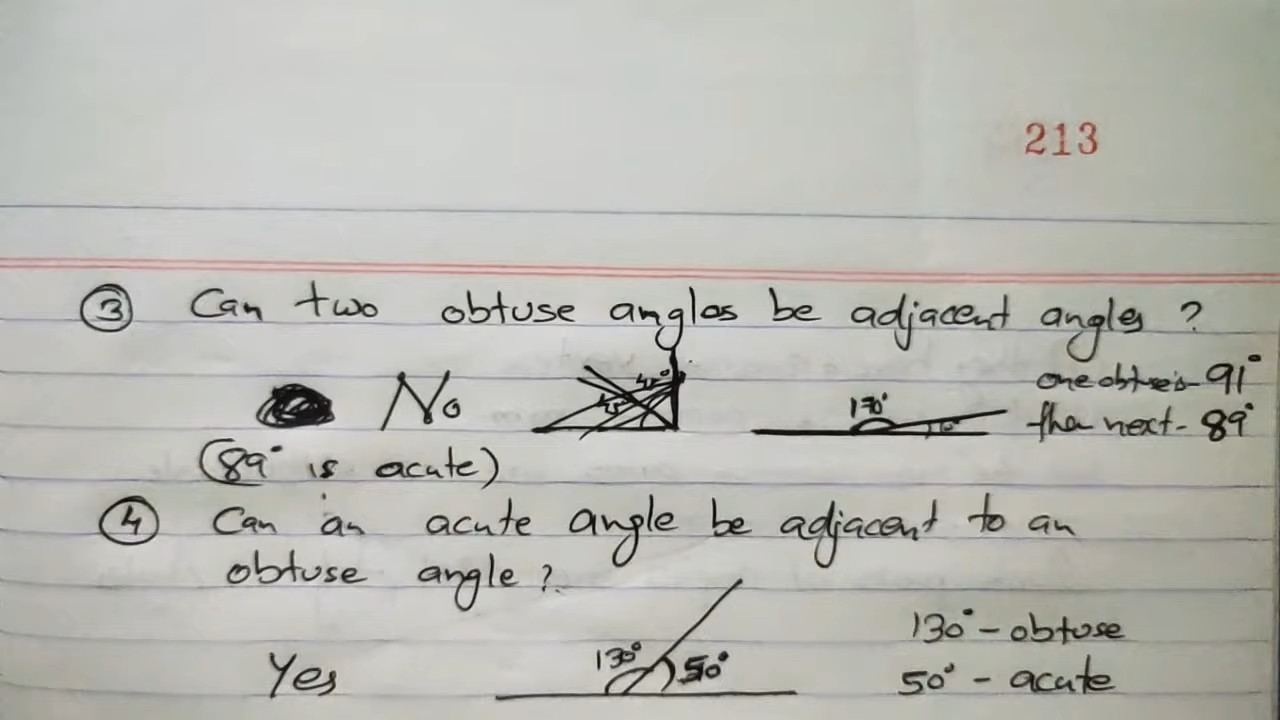 213
③ Can two obtuse angles be adjacent angles ?
No 45° 45° 170° one obtuse - 91°
the next - 89°
(89° is acute)
④ Can an acute angle be adjacent to an
obtuse angle ?
Yes 130° 50° 130° - obtuse
50° - acute